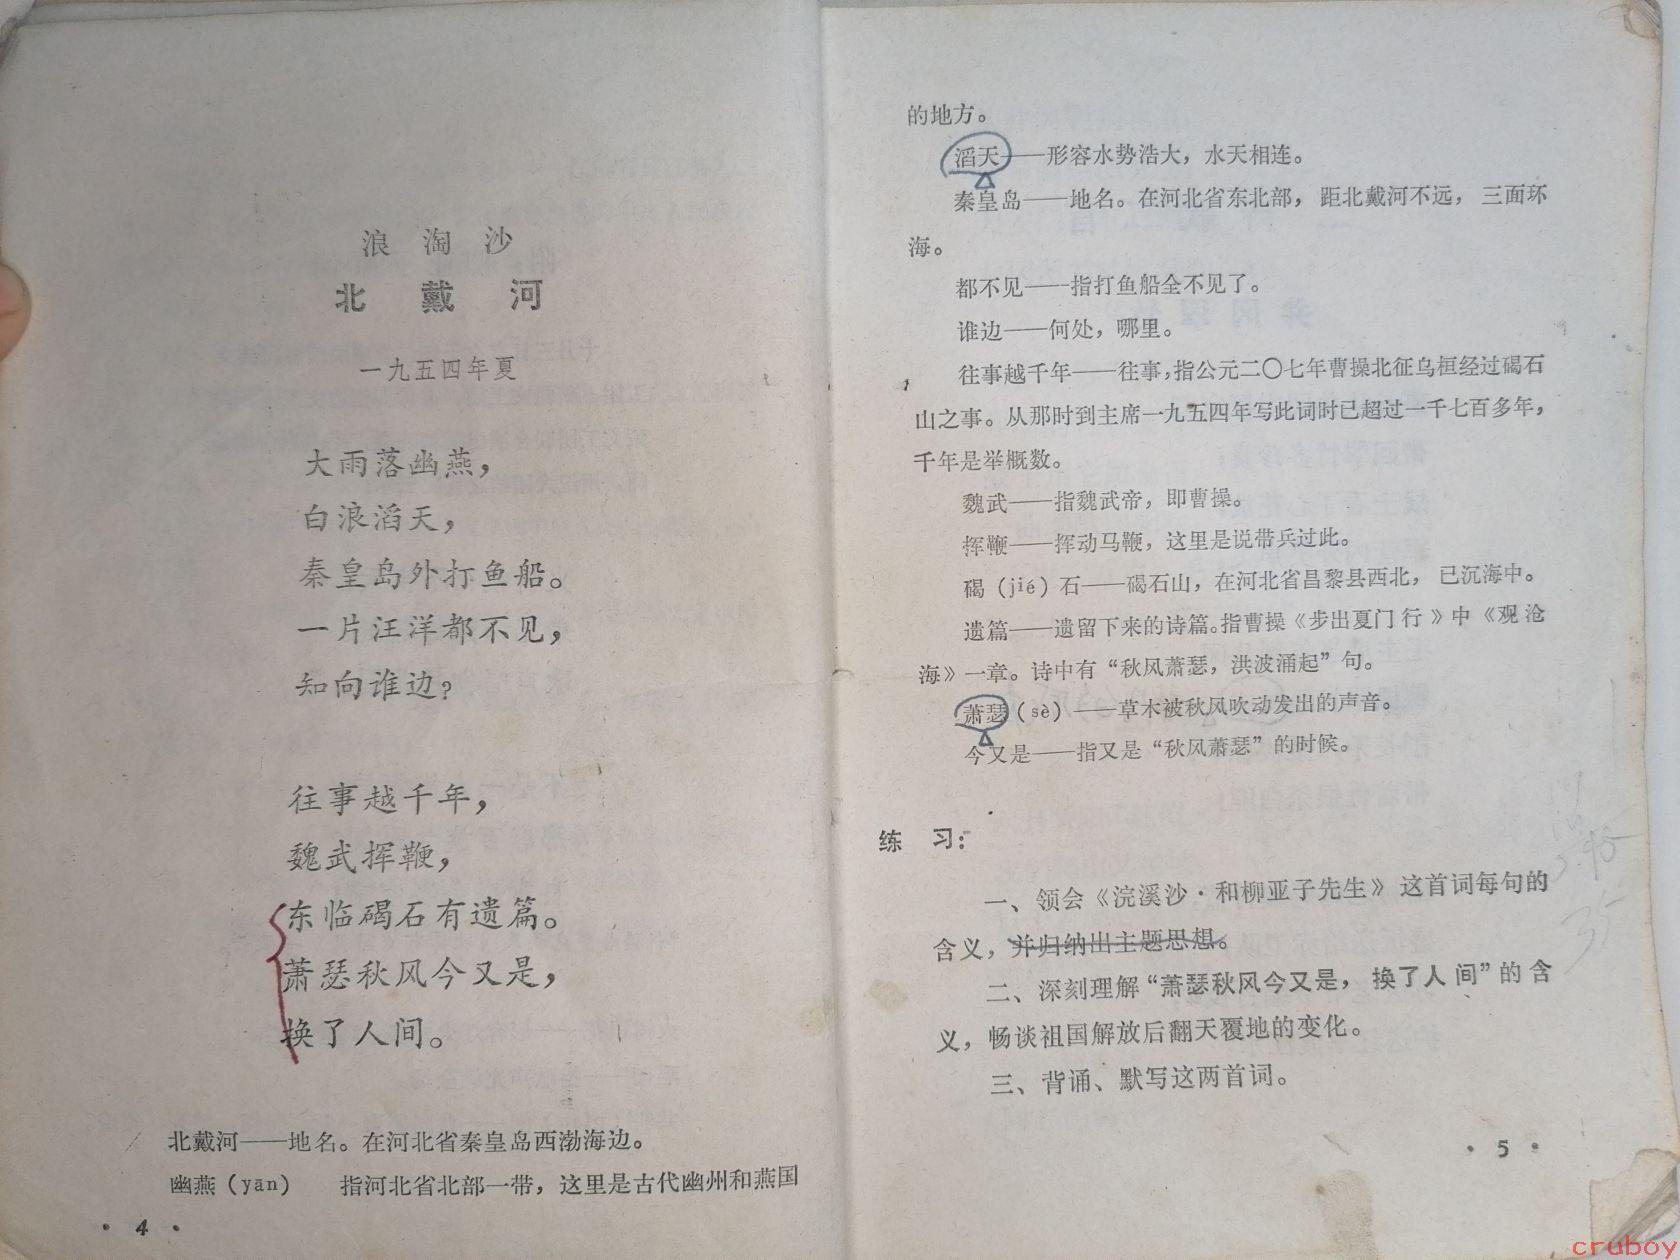 浪淘沙
北戴河
一九五四年夏
大雨落幽燕，
白浪滔天，
秦皇岛外打鱼船。
一片汪洋都不见，
知向谁边？
往事越千年，
魏武挥鞭，
东临碣石有遗篇。
萧瑟秋风今又是，
换了人间。
北戴河——地名。在河北省秦皇岛西渤海边。
幽燕（yān）　指河北省北部一带，这里是古代幽州和燕国
· 4 ·
的地方。
滔天——形容水势浩大，水天相连。
秦皇岛——地名。在河北省东北部，距北戴河不远，三面环
海。
都不见——指打鱼船全不见了。
谁边——何处，哪里。
往事越千年——往事，指公元二〇七年曹操北征乌桓经过碣石
山之事。从那时到主席一九五四年写此词时已超过一千七百多年，
千年是举概数。
魏武——指魏武帝，即曹操。
挥鞭——挥动马鞭，这里是说带兵过此。
碣（jié）石——碣石山，在河北省昌黎县西北，已沉海中。
遗篇——遗留下来的诗篇。指曹操《步出夏门行》中《观沧
海》一章。诗中有“秋风萧瑟，洪波涌起”句。
萧瑟（sè）——草木被秋风吹动发出的声音。
今又是——指又是“秋风萧瑟”的时候。
练　习：
一、领会《浣溪沙·和柳亚子先生》这首词每句的
含义，并归纳出主题思想。
二、深刻理解“萧瑟秋风今又是，换了人间”的含
义，畅谈祖国解放后翻天覆地的变化。
三、背诵、默写这两首词。
35
· 5 ·
cruboy